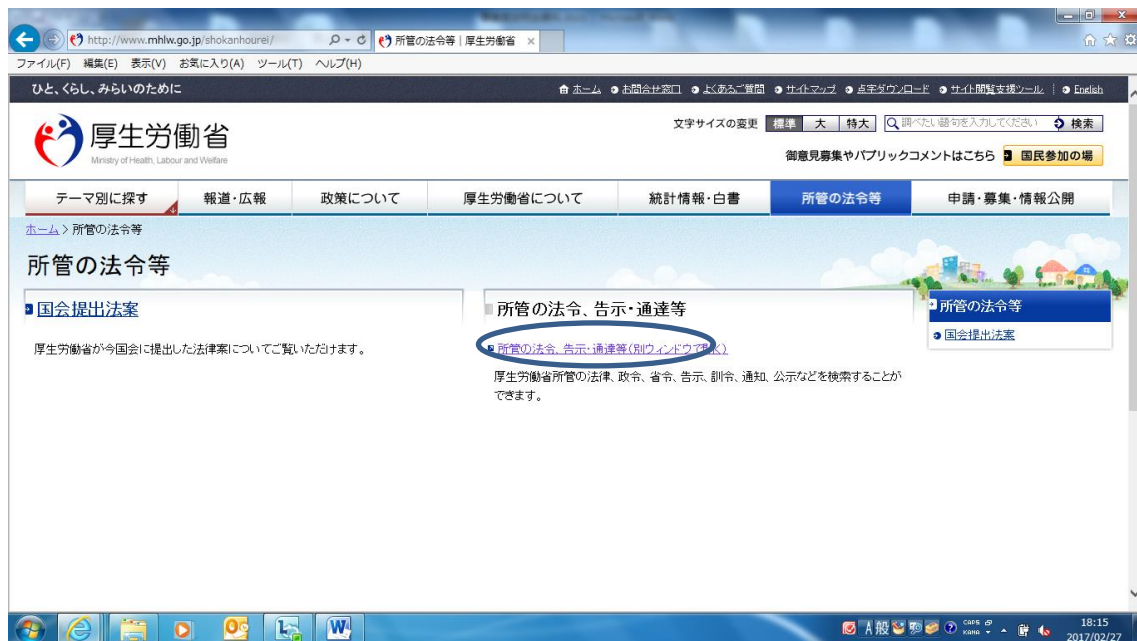 http://www.mhlw.go.jp/shokanhourei/
所管の法令等｜厚生労働省
ファイル(F) 編集(E) 表示(V) お気に入り(A) ツール(T) ヘルプ(H)
ひと、くらし、みらいのために
ホーム お問合せ窓口 よくあるご質問 サイトマップ 点字ダウンロード サイト閲覧支援ツール English
厚生労働省
Ministry of Health, Labour and Welfare
文字サイズの変更 標準 大 特大 調べたい語句を入力してください 検索
御意見募集やパブリックコメントはこちら 国民参加の場
テーマ別に探す 報道・広報 政策について 厚生労働省について 統計情報・白書 所管の法令等 申請・募集・情報公開
ホーム > 所管の法令等
所管の法令等
国会提出法案
厚生労働省が今国会に提出した法律案についてご覧いただけます。
所管の法令、告示・通達等
所管の法令、告示・通達等(別ウィンドウで開く)
厚生労働省所管の法律、政令、省令、告示、訓令、通知、公示などを検索することが
できます。
所管の法令等
国会提出法案
A 般 CAPS KANA
18:15
2017/02/27